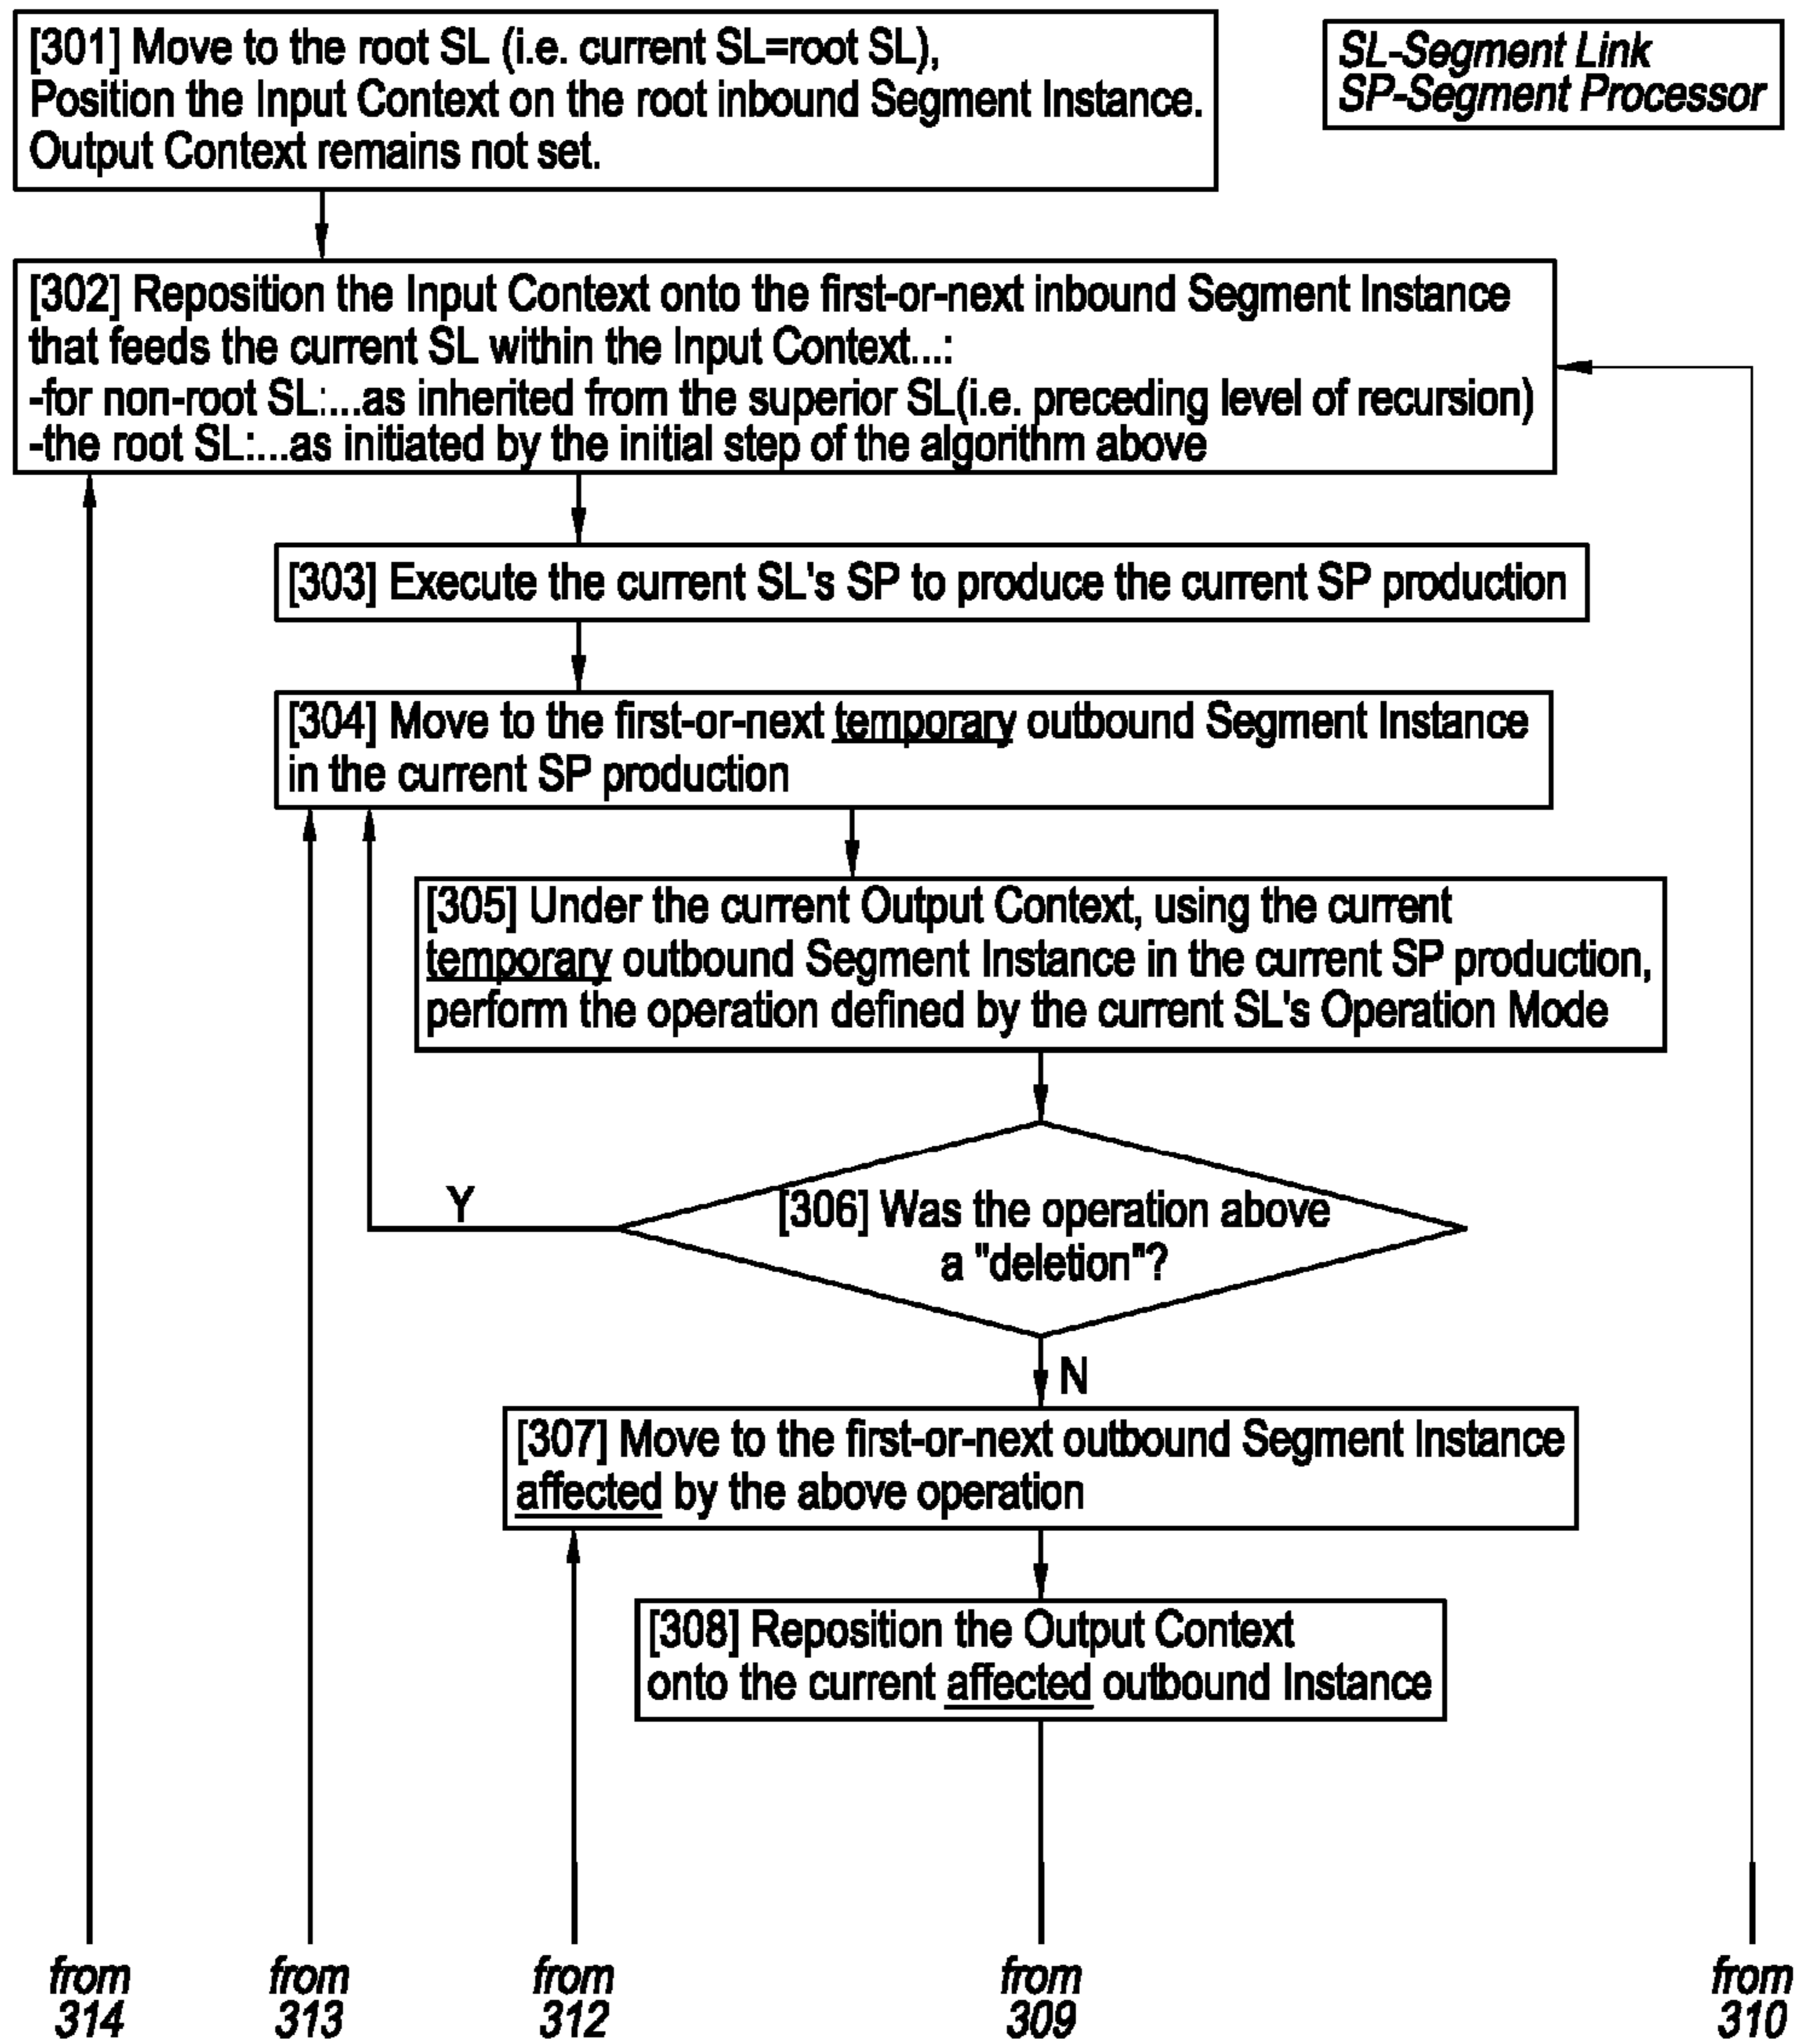 [301] Move to the root SL (i.e. current SL=root SL),
Position the Input Context on the root inbound Segment Instance.
Output Context remains not set.
SL-Segment Link
SP-Segment Processor
[302] Reposition the Input Context onto the first-or-next inbound Segment Instance
that feeds the current SL within the Input Context...:
-for non-root SL:...as inherited from the superior SL(i.e. preceding level of recursion)
-the root SL:...as initiated by the initial step of the algorithm above
[303] Execute the current SL's SP to produce the current SP production
[304] Move to the first-or-next temporary outbound Segment Instance
in the current SP production
[305] Under the current Output Context, using the current
temporary outbound Segment Instance in the current SP production,
perform the operation defined by the current SL's Operation Mode
Y
[306] Was the operation above
a "deletion"?
N
[307] Move to the first-or-next outbound Segment Instance
affected by the above operation
[308] Reposition the Output Context
onto the current affected outbound Instance
from
314
from
313
from
312
from
309
from
310